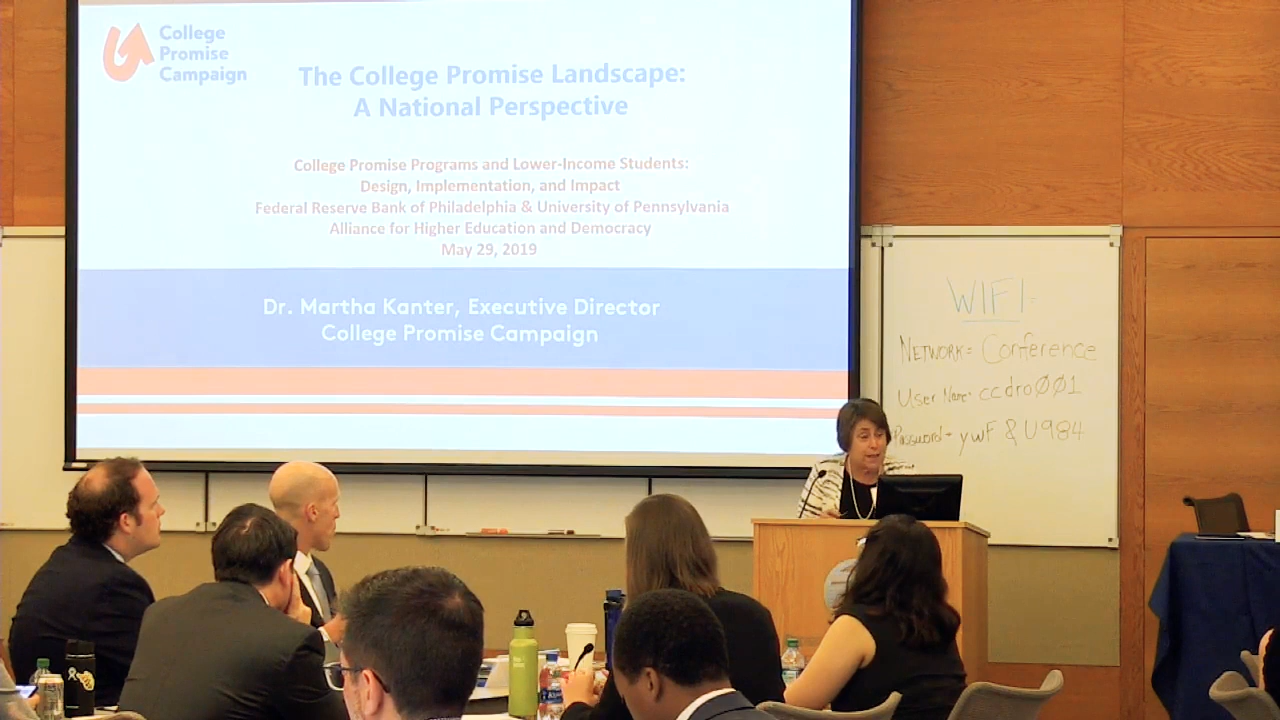 College
Promise
Campaign
The College Promise Landscape:
A National Perspective
College Promise Programs and Lower-Income Students:
Design, Implementation, and Impact
Federal Reserve Bank of Philadelphia & University of Pennsylvania
Alliance for Higher Education and Democracy
May 29, 2019
Dr. Martha Kanter, Executive Director
College Promise Campaign
WIFI
NETWORK= Conference
User Name= ccdro001
Password= ywF&U984